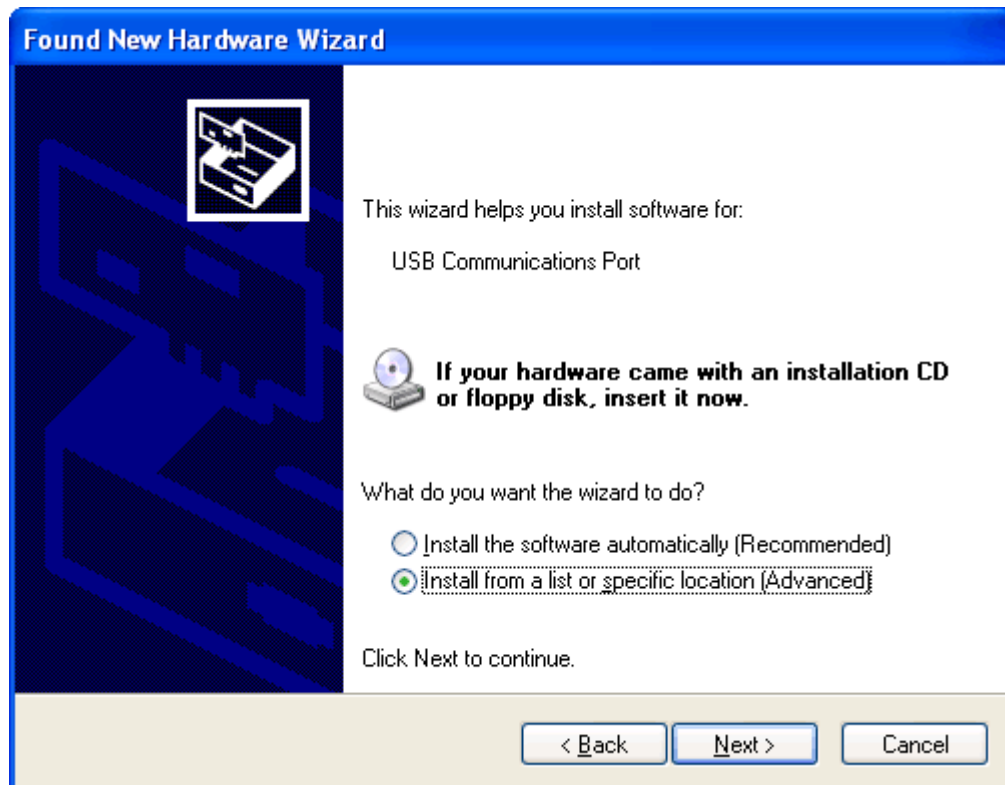 Found New Hardware Wizard
This wizard helps you install software for:
USB Communications Port
If your hardware came with an installation CD
or floppy disk, insert it now.
What do you want the wizard to do?
Install the software automatically (Recommended)
Install from a list or specific location (Advanced)
Click Next to continue.
< Back Next > Cancel